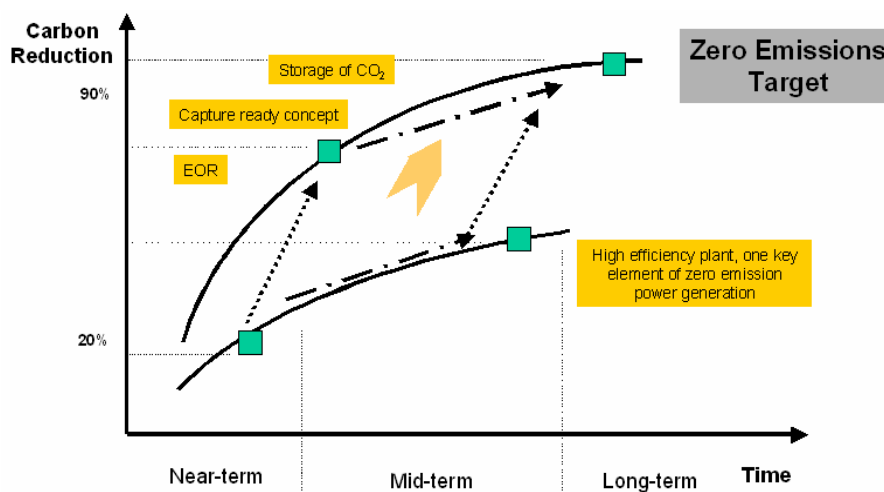 Carbon
Reduction
Zero Emissions
Target
Storage of CO₂
90%
Capture ready concept
EOR
High efficiency plant, one key
element of zero emission
power generation
20%
Near-term
Mid-term
Long-term
Time